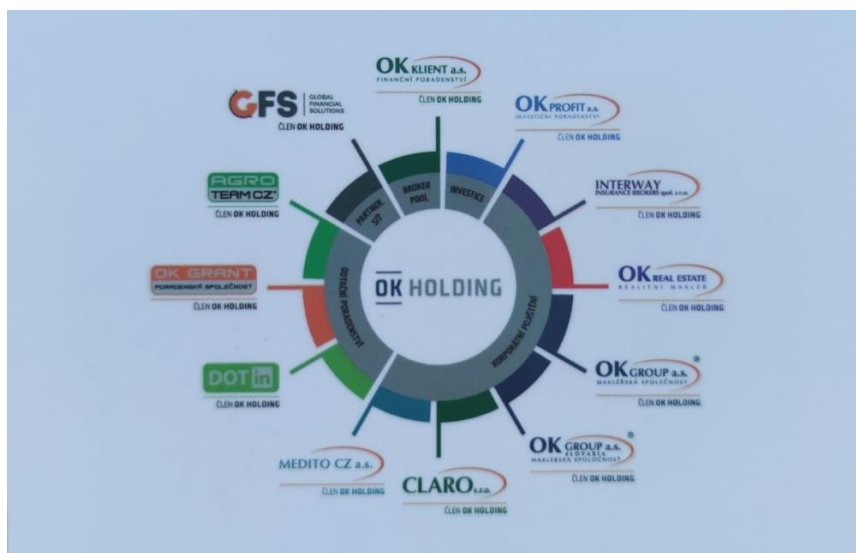 OK KLIENT a.s.
FINANČNÍ PORADENSTVÍ
ČLEN OK HOLDING
GFS GLOBAL
FINANCIAL
SOLUTIONS
ČLEN OK HOLDING
OK PROFIT a.s.
INVESTIČNÍ PORADENSTVÍ
ČLEN OK HOLDING
AGRO
TEAM CZ
ČLEN OK HOLDING
INTERWAY
INSURANCE BROKERS spol. s r.o.
ČLEN OK HOLDING
PARTNER.
SÍŤ
BROKER
POOL
INVESTICE
OK GRANT
PORADENSKÁ SPOLEČNOST
ČLEN OK HOLDING
DOTAČNÍ PORADENSTVÍ
OK HOLDING
KORPORÁTNÍ POJIŠTĚNÍ
OK REAL ESTATE
REALITNÍ MAKLÉŘ
ČLEN OK HOLDING
DOT in
ČLEN OK HOLDING
OK GROUP a.s.®
MAKLÉŘSKÁ SPOLEČNOST
ČLEN OK HOLDING
MEDITO CZ a.s.
ČLEN OK HOLDING
CLARO s.r.o.
ČLEN OK HOLDING
OK GROUP a.s.®
SLOVAKIA
MAKLÉRSKÁ SPOLOČNOSŤ
ČLEN OK HOLDING